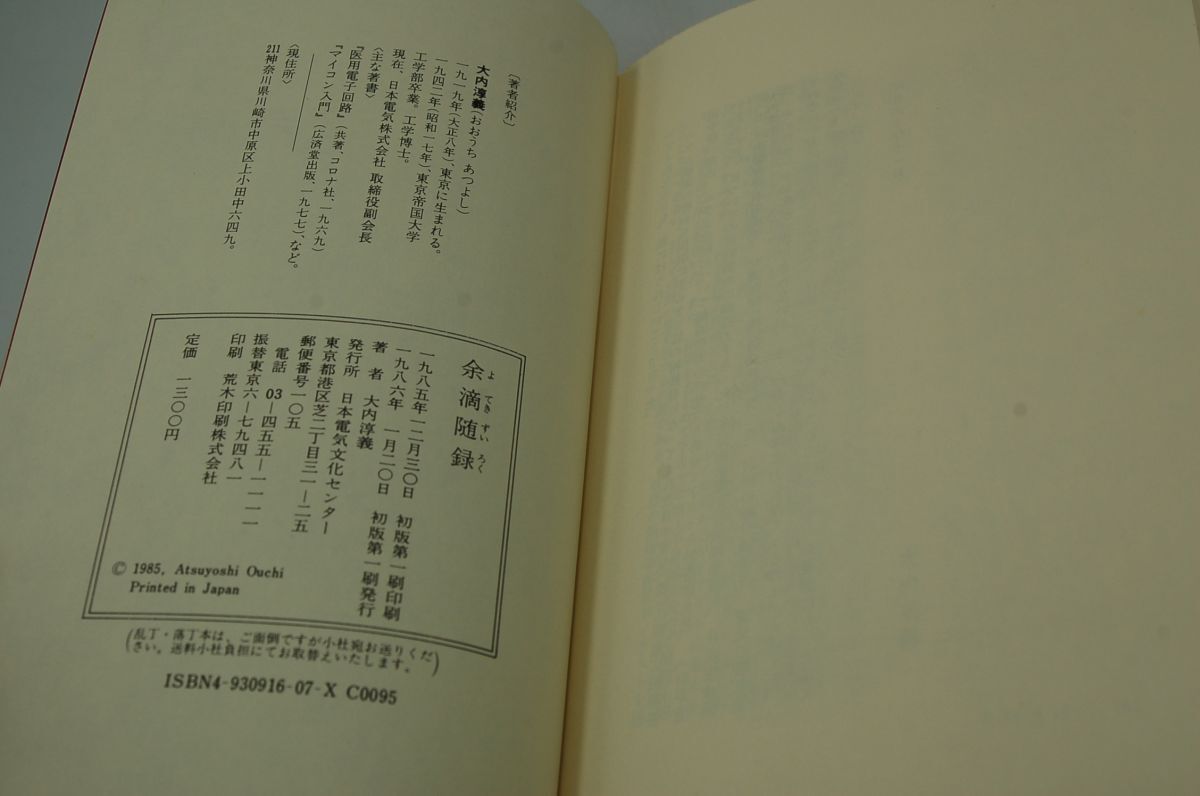 〔著者紹介〕
大内淳義(おおうち あつよし)
一九一九年(大正八年)、東京に生まれる。
一九四二年(昭和一七年)、東京帝国大学
工学部卒業。工学博士。
現在、日本電気株式会社 取締役副会長
〈主な著書〉
『医用電子回路』(共著、コロナ社、一九六九)
『マイコン入門』(広済堂出版、一九七七)、など。
〈現住所〉
211 神奈川県川崎市中原区上小田中六四九。
余滴随録
よ てき すい ろく
一九八五年一二月三〇日 初版第一刷印刷
一九八六年 一月二〇日 初版第一刷発行
著者 大内淳義
発行所 日本電気文化センター
東京都港区芝二丁目三一―二五
郵便番号一〇五
電話 03―四五五―一一一一
振替東京六―七九四八一
印刷 荒木印刷株式会社
定価 一三〇〇円
© 1985, Atsuyoshi Ouchi
Printed in Japan
(乱丁・落丁本は、ご面倒ですが小社宛お送りくだ
さい。送料小社負担にてお取替えいたします。)
ISBN4-930916-07-X C0095